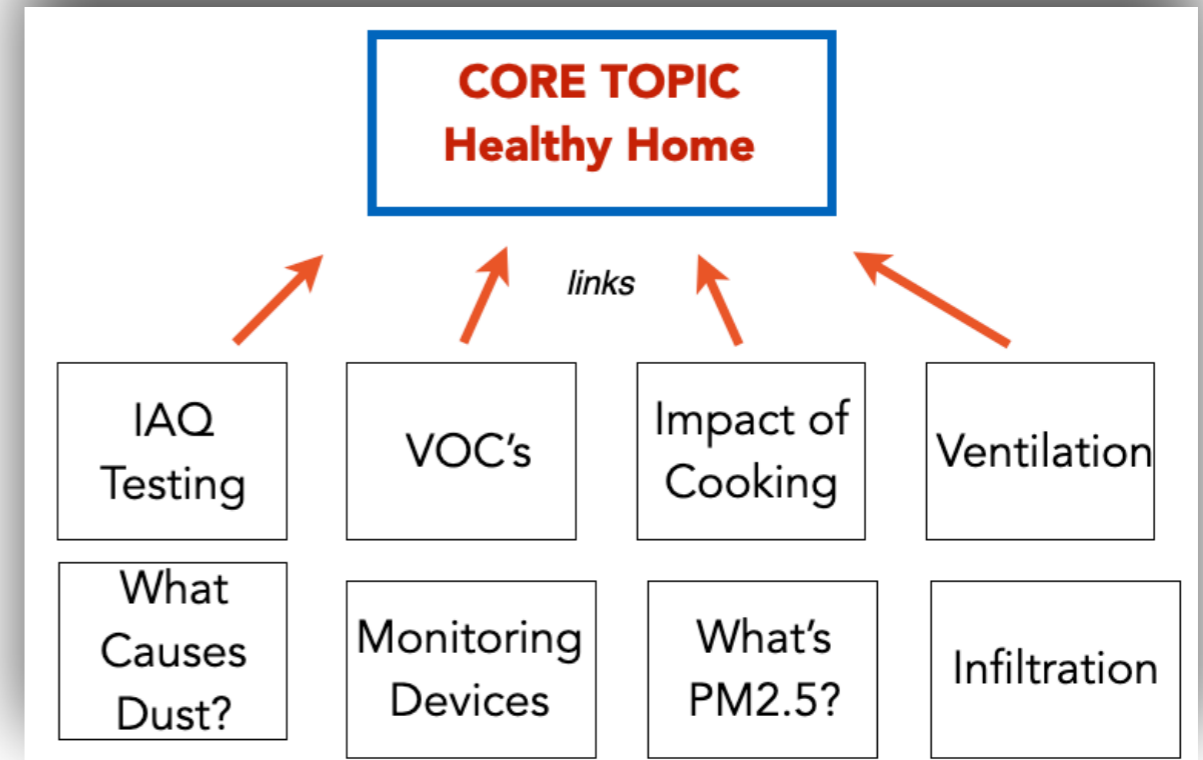 CORE TOPIC
Healthy Home
links
IAQ
Testing
VOC’s
Impact of
Cooking
Ventilation
What
Causes
Dust?
Monitoring
Devices
What’s
PM2.5?
Infiltration